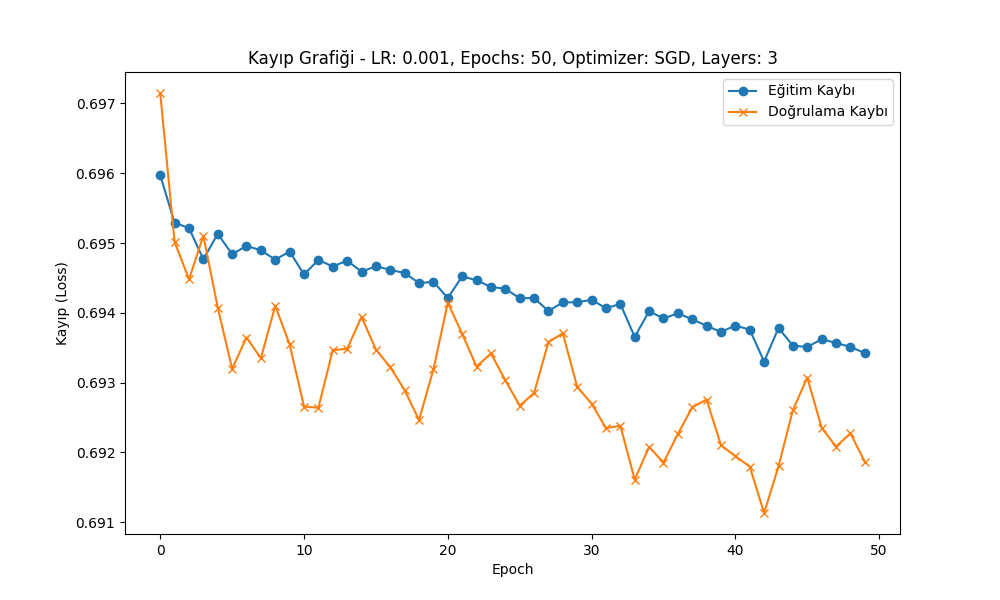 Kayıp Grafiği - LR: 0.001, Epochs: 50, Optimizer: SGD, Layers: 3
Eğitim Kaybı
Doğrulama Kaybı
Kayıp (Loss)
0.697
0.696
0.695
0.694
0.693
0.692
0.691
0 10 20 30 40 50
Epoch